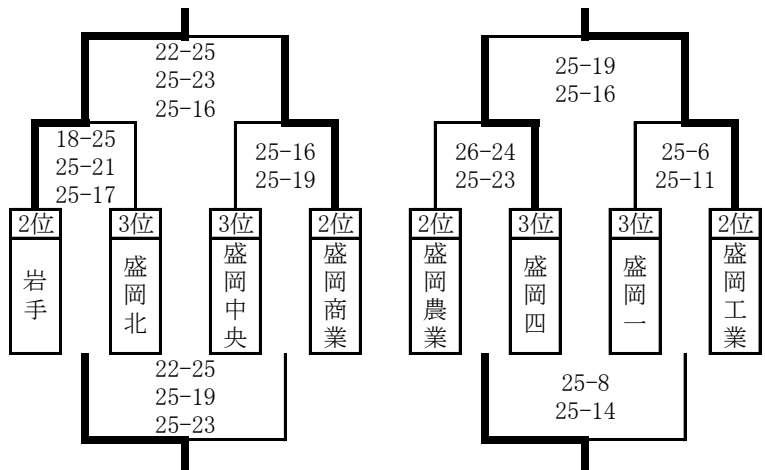 22-25
25-23
25-16
25-19
25-16
18-25
25-21
25-17
25-16
25-19
26-24
25-23
25-6
25-11
2位
3位
3位
2位
2位
3位
3位
2位
岩手
盛岡北
盛岡中央
盛岡商業
盛岡農業
盛岡四
盛岡一
盛岡工業
22-25
25-19
25-23
25-8
25-14